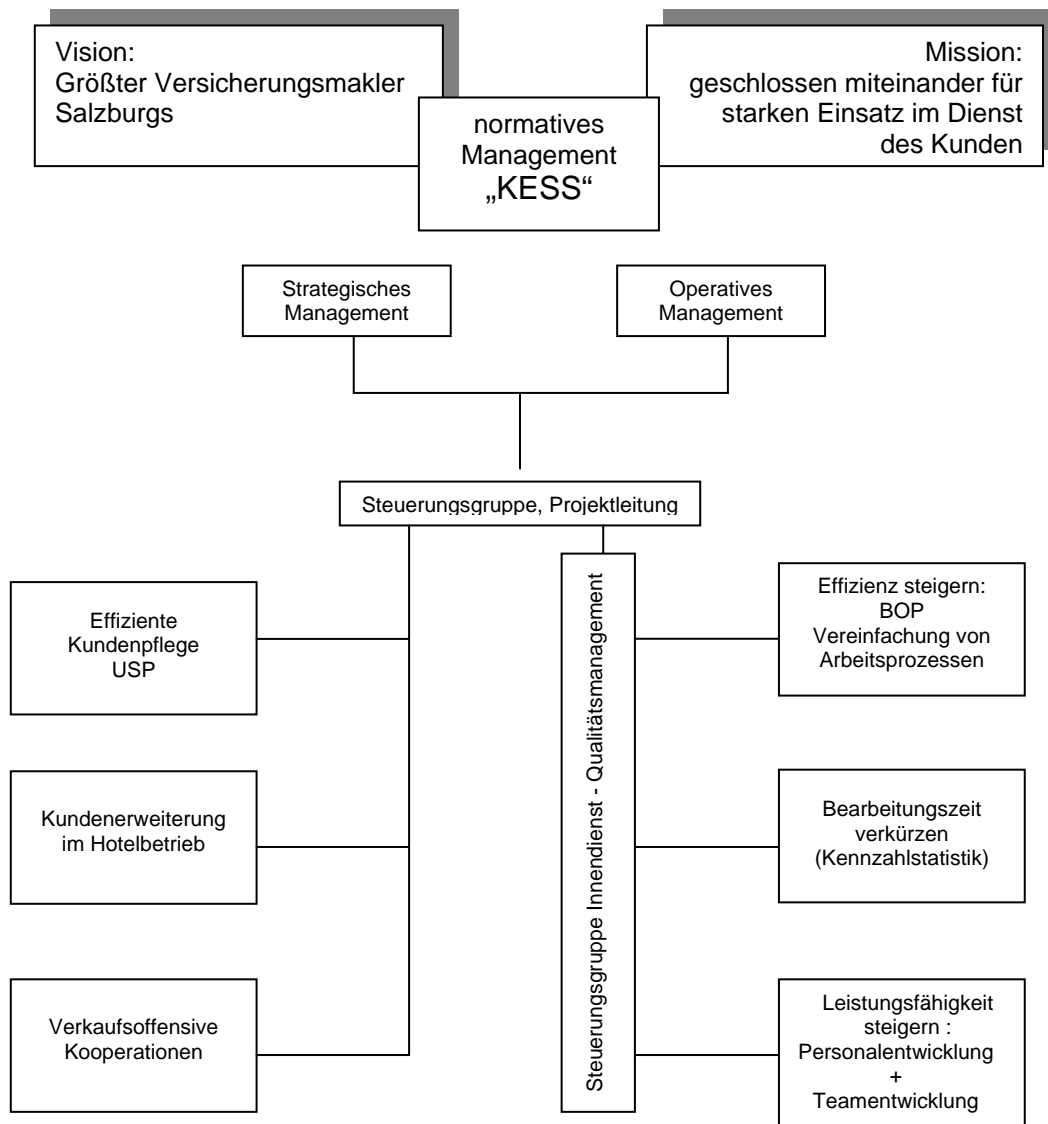 Vision:
Größter Versicherungsmakler
Salzburgs
Mission:
geschlossen miteinander für
starken Einsatz im Dienst
des Kunden
normatives
Management
„KESS“
Strategisches
Management
Operatives
Management
Steuerungsgruppe, Projektleitung
Effiziente
Kundenpflege
USP
Kundenerweiterung
im Hotelbetrieb
Verkaufsoffensive
Kooperationen
Steuerungsgruppe Innendienst - Qualitätsmanagement
Effizienz steigern:
BOP
Vereinfachung von
Arbeitsprozessen
Bearbeitungszeit
verkürzen
(Kennzahlstatistik)
Leistungsfähigkeit
steigern :
Personalentwicklung
+
Teamentwicklung